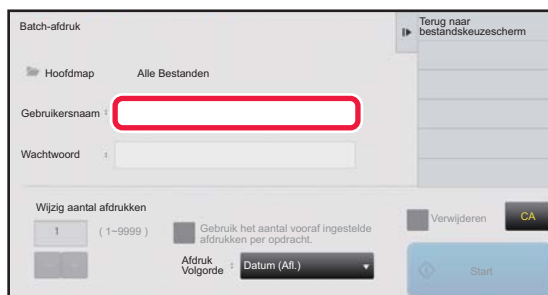 Batch-afdruk
Terug naar
bestandskeuzescherm
Hoofdmap
Alle Bestanden
Gebruikersnaam :
Wachtwoord :
Wijzig aantal afdrukken
1
( 1~9999 )
Gebruik het aantal vooraf ingestelde
afdrukken per opdracht.
Afdruk
Volgorde :
Datum (Afl.)
Verwijderen
CA
Start